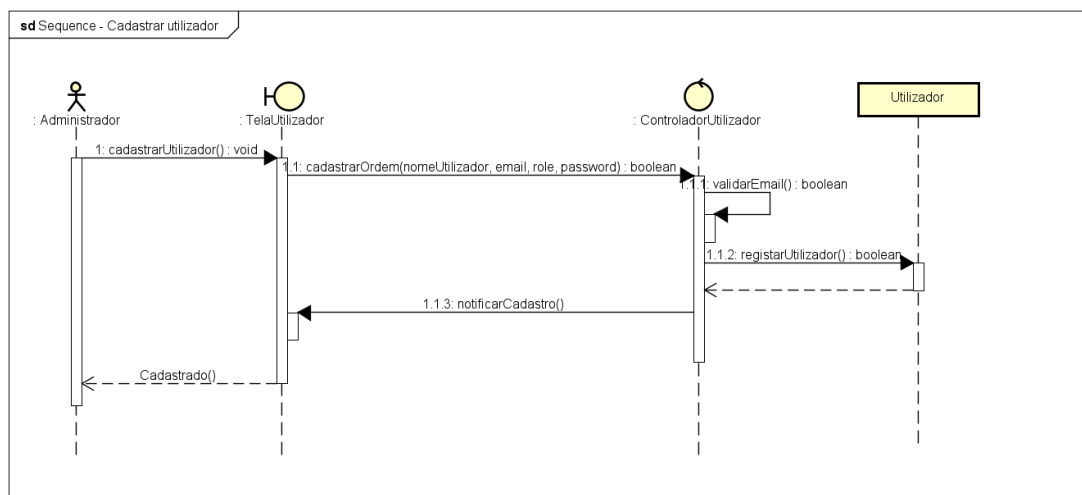 sd Sequence - Cadastrar utilizador
: Administrador
: TelaUtilizador
: ControladorUtilizador
Utilizador
1: cadastrarUtilizador() : void
1.1: cadastrarOrdem(nomeUtilizador, email, role, password) : boolean
1.1.1: validarEmail() : boolean
1.1.2: registarUtilizador() : boolean
1.1.3: notificarCadastro()
Cadastrado()